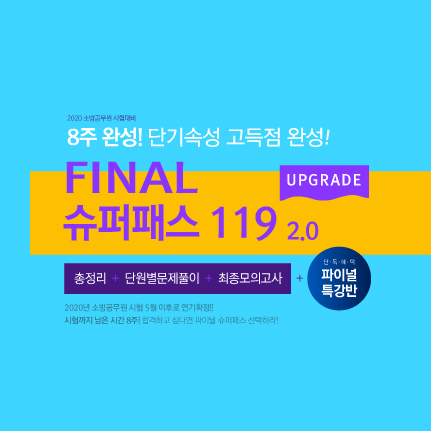 2020 소방공무원 시험대비
8주 완성! 단기속성 고득점 완성!
FINAL
UPGRADE
슈퍼패스 119 2.0
총정리 + 단원별문제풀이 + 최종모의고사 +
단·독·혜·택
파이널
특강반
2020년 소방공무원 시험 5월 이후로 연기확정!!
시험까지 남은 시간 8주! 합격하고 싶다면 파이널 슈퍼패스 선택하라!